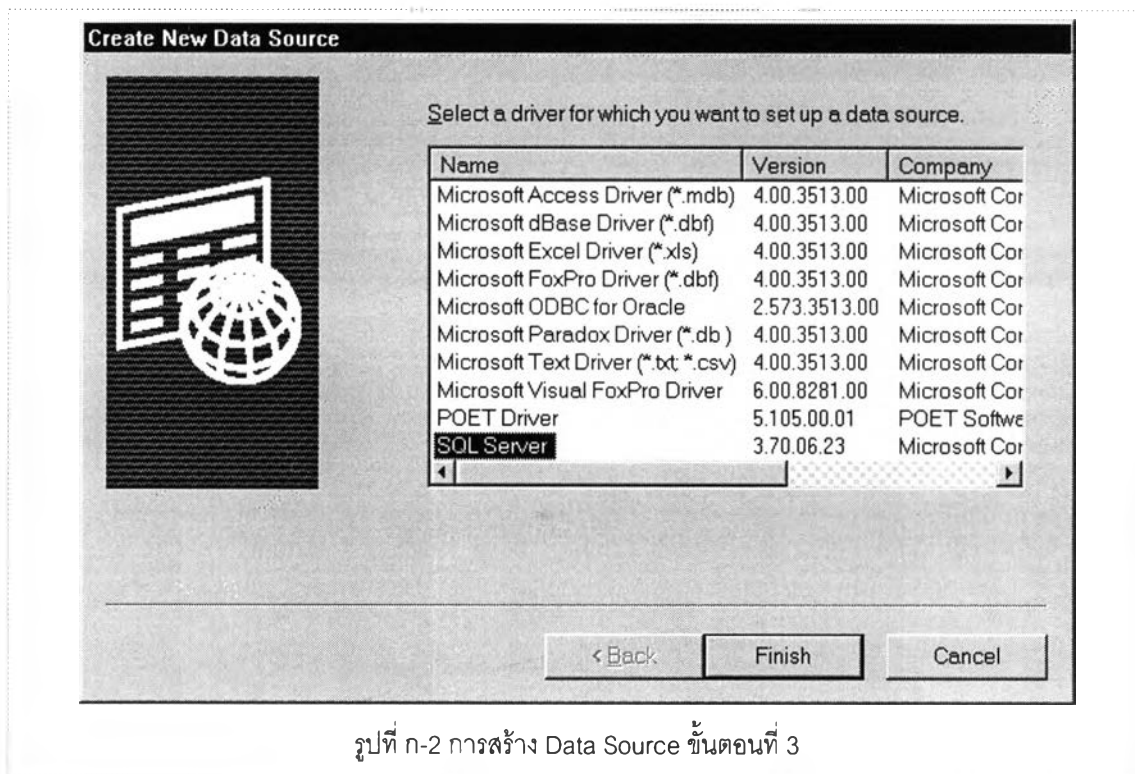 Create New Data Source
Select a driver for which you want to set up a data source.
Name Version Company
Microsoft Access Driver (*.mdb) 4.00.3513.00 Microsoft Cor
Microsoft dBase Driver (*.dbf) 4.00.3513.00 Microsoft Cor
Microsoft Excel Driver (*.xls) 4.00.3513.00 Microsoft Cor
Microsoft FoxPro Driver (*.dbf) 4.00.3513.00 Microsoft Cor
Microsoft ODBC for Oracle 2.573.3513.00 Microsoft Cor
Microsoft Paradox Driver (*.db ) 4.00.3513.00 Microsoft Cor
Microsoft Text Driver (*.txt; *.csv) 4.00.3513.00 Microsoft Cor
Microsoft Visual FoxPro Driver 6.00.8281.00 Microsoft Cor
POET Driver 5.105.00.01 POET Softwe
SQL Server 3.70.06.23 Microsoft Cor
< Back Finish Cancel
รูปที่ ก-2 การสร้าง Data Source ขั้นตอนที่ 3